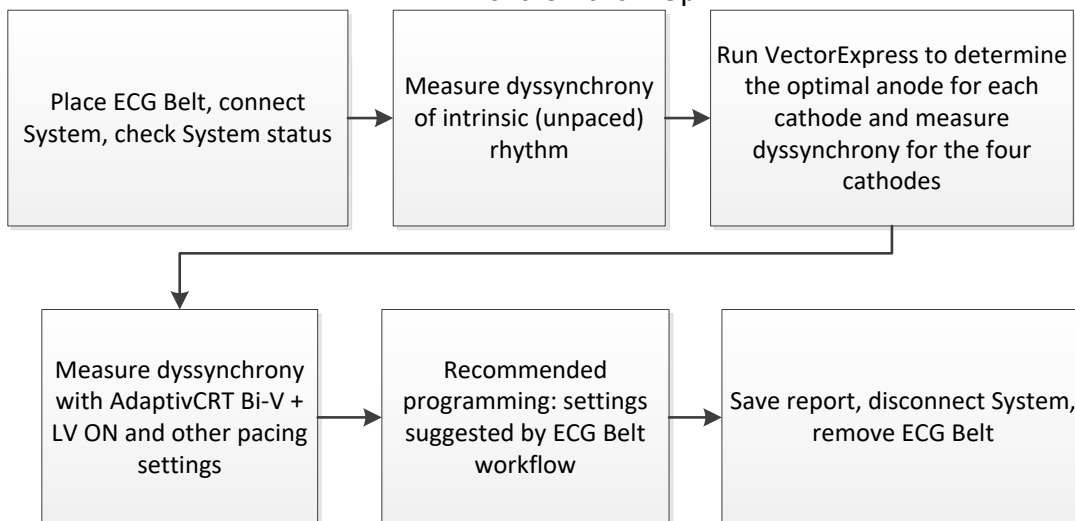 Place ECG Belt, connect
System, check System status
Measure dyssynchrony
of intrinsic (unpaced)
rhythm
Run VectorExpress to determine
the optimal anode for each
cathode and measure
dyssynchrony for the four
cathodes
Measure dyssynchrony
with AdaptivCRT Bi-V +
LV ON and other pacing
settings
Recommended
programming: settings
suggested by ECG Belt
workflow
Save report, disconnect System,
remove ECG Belt